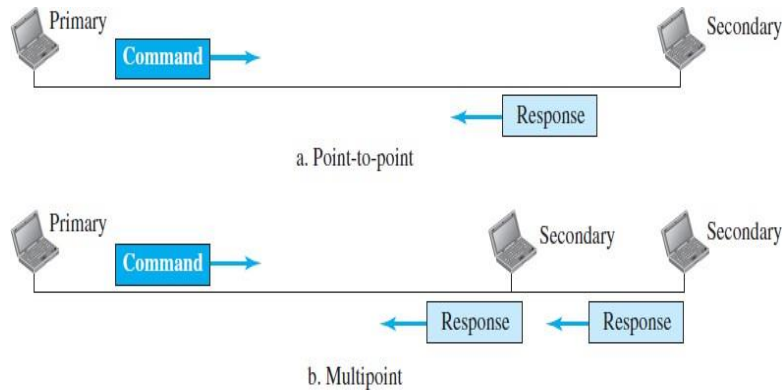 Primary
Secondary
Command
Response
a. Point-to-point
Primary
Secondary
Secondary
Command
Response
Response
b. Multipoint